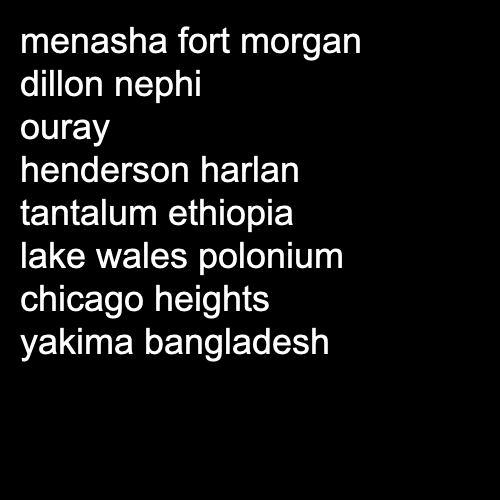 menasha fort morgan
dillon nephi
ouray
henderson harlan
tantalum ethiopia
lake wales polonium
chicago heights
yakima bangladesh